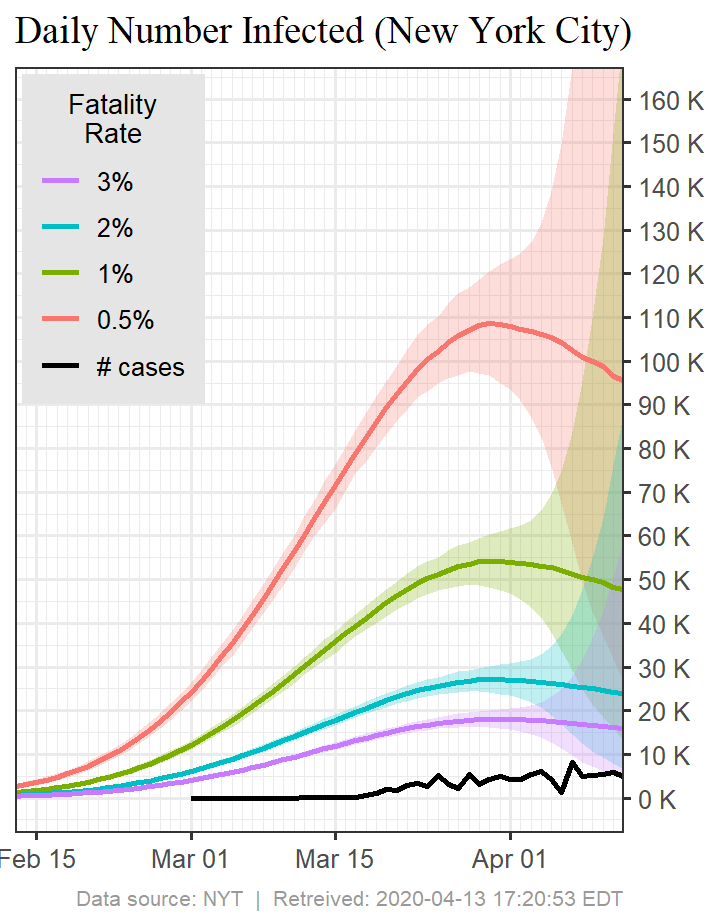 Daily Number Infected (New York City)
Fatality
Rate
3%
2%
1%
0.5%
# cases
160 K
150 K
140 K
130 K
120 K
110 K
100 K
90 K
80 K
70 K
60 K
50 K
40 K
30 K
20 K
10 K
0 K
Feb 15 Mar 01 Mar 15 Apr 01
Data source: NYT | Retreived: 2020-04-13 17:20:53 EDT